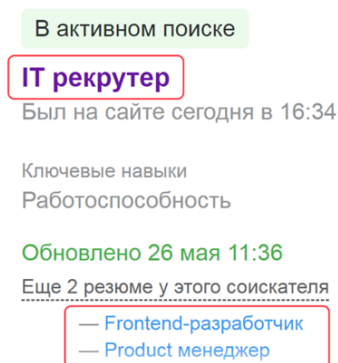 В активном поиске
IT рекрутер
Был на сайте сегодня в 16:34
Ключевые навыки
Работоспособность
Обновлено 26 мая 11:36
Еще 2 резюме у этого соискателя
— Frontend-разработчик
— Product менеджер